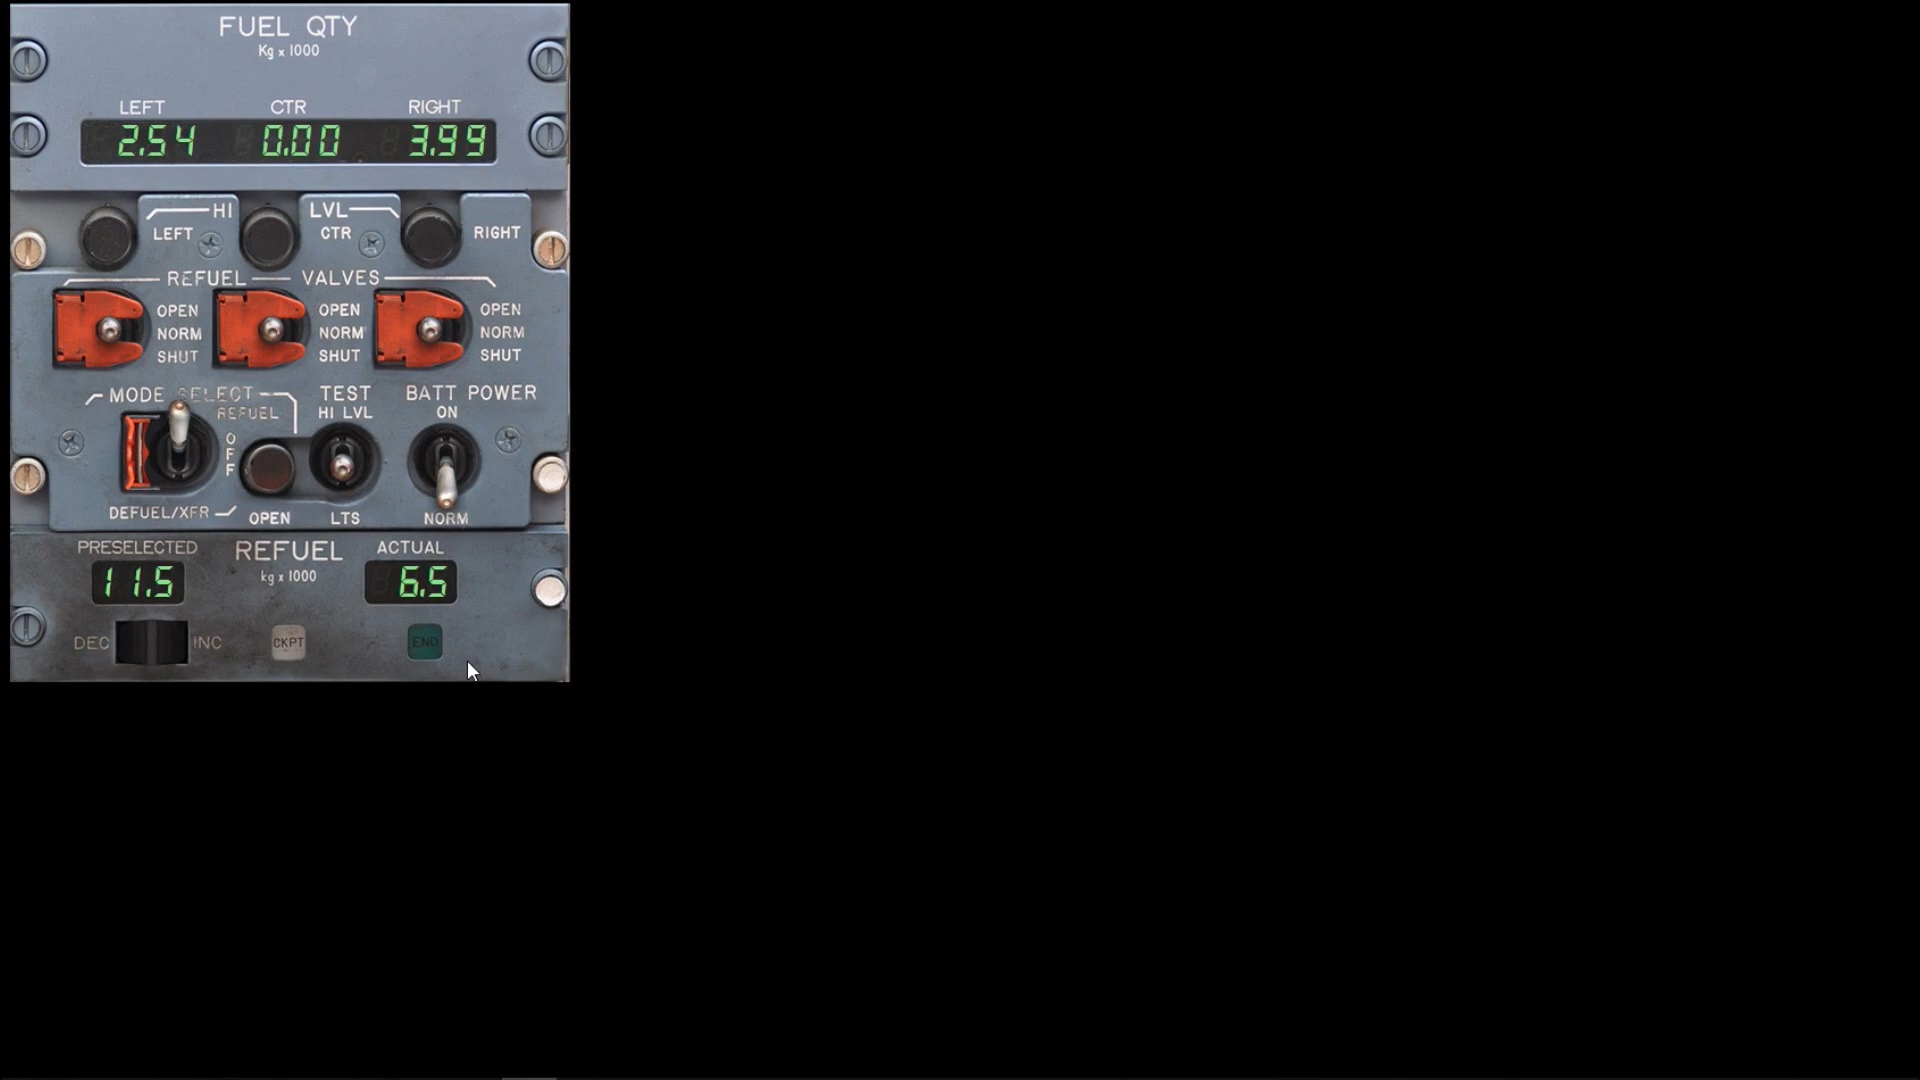 FUEL QTY
Kg x 1000
LEFT CTR RIGHT
2.54 0.00 3.99
HI LVL
LEFT CTR RIGHT
REFUEL VALVES
OPEN OPEN OPEN
NORM NORM NORM
SHUT SHUT SHUT
MODE SELECT TEST BATT POWER
REFUEL HI LVL ON
OFF
DEFUEL/XFR OPEN LTS NORM
PRESELECTED REFUEL ACTUAL
kg x 1000
11.5 6.5
DEC INC CKPT END